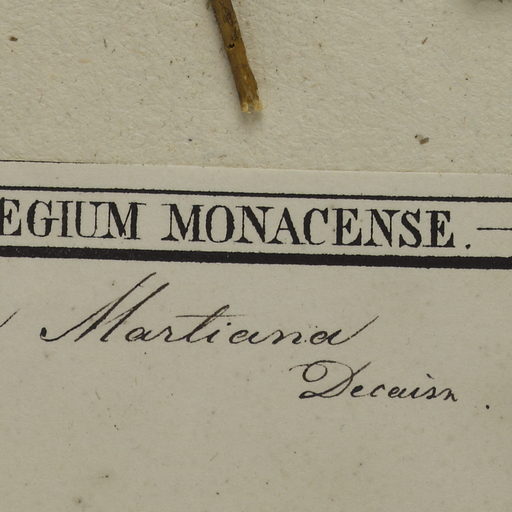 EGIUM MONACENSE. —
Martiana
Decaisn.